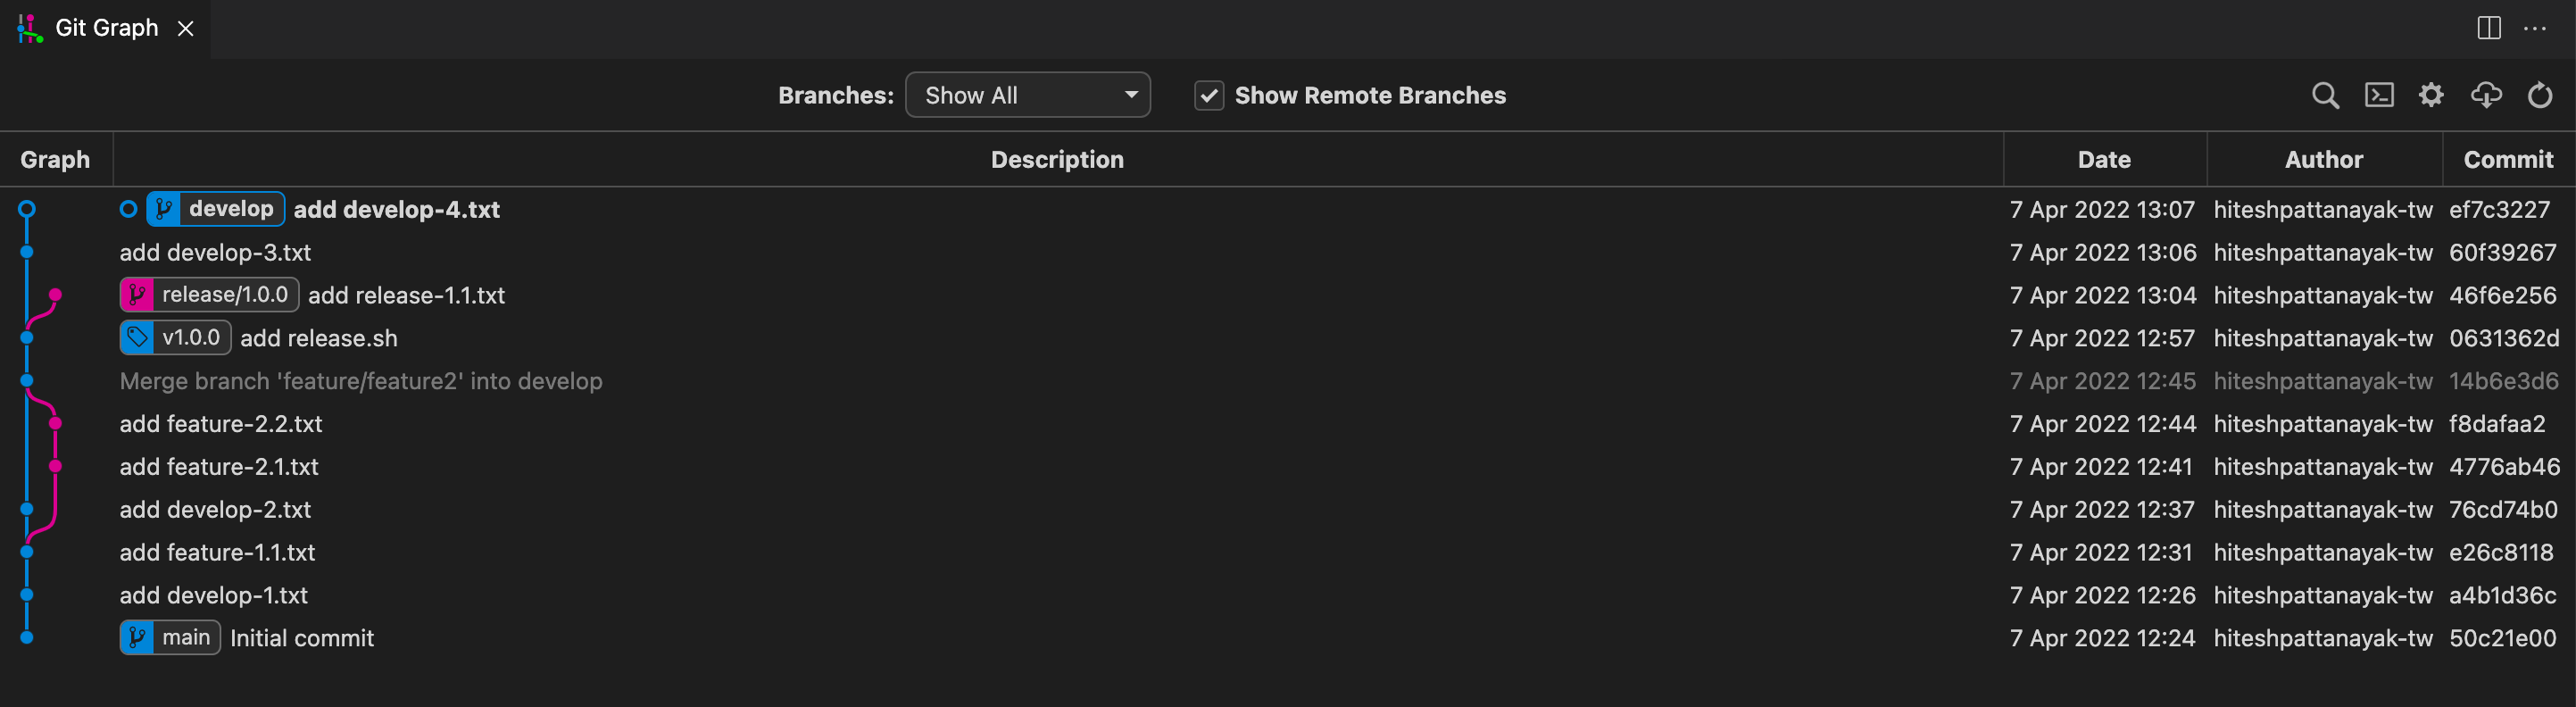 Git Graph
Branches: Show All Show Remote Branches
Graph Description Date Author Commit
develop add develop-4.txt 7 Apr 2022 13:07 hiteshpattanayak-tw ef7c3227
add develop-3.txt 7 Apr 2022 13:06 hiteshpattanayak-tw 60f39267
release/1.0.0 add release-1.1.txt 7 Apr 2022 13:04 hiteshpattanayak-tw 46f6e256
v1.0.0 add release.sh 7 Apr 2022 12:57 hiteshpattanayak-tw 0631362d
Merge branch 'feature/feature2' into develop 7 Apr 2022 12:45 hiteshpattanayak-tw 14b6e3d6
add feature-2.2.txt 7 Apr 2022 12:44 hiteshpattanayak-tw f8dafaa2
add feature-2.1.txt 7 Apr 2022 12:41 hiteshpattanayak-tw 4776ab46
add develop-2.txt 7 Apr 2022 12:37 hiteshpattanayak-tw 76cd74b0
add feature-1.1.txt 7 Apr 2022 12:31 hiteshpattanayak-tw e26c8118
add develop-1.txt 7 Apr 2022 12:26 hiteshpattanayak-tw a4b1d36c
main Initial commit 7 Apr 2022 12:24 hiteshpattanayak-tw 50c21e00